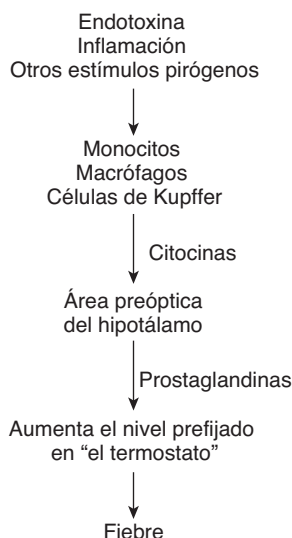 Endotoxina
Inflamación
Otros estímulos pirógenos
Monocitos
Macrófagos
Células de Kupffer
Citocinas
Área preóptica
del hipotálamo
Prostaglandinas
Aumenta el nivel prefijado
en “el termostato”
Fiebre